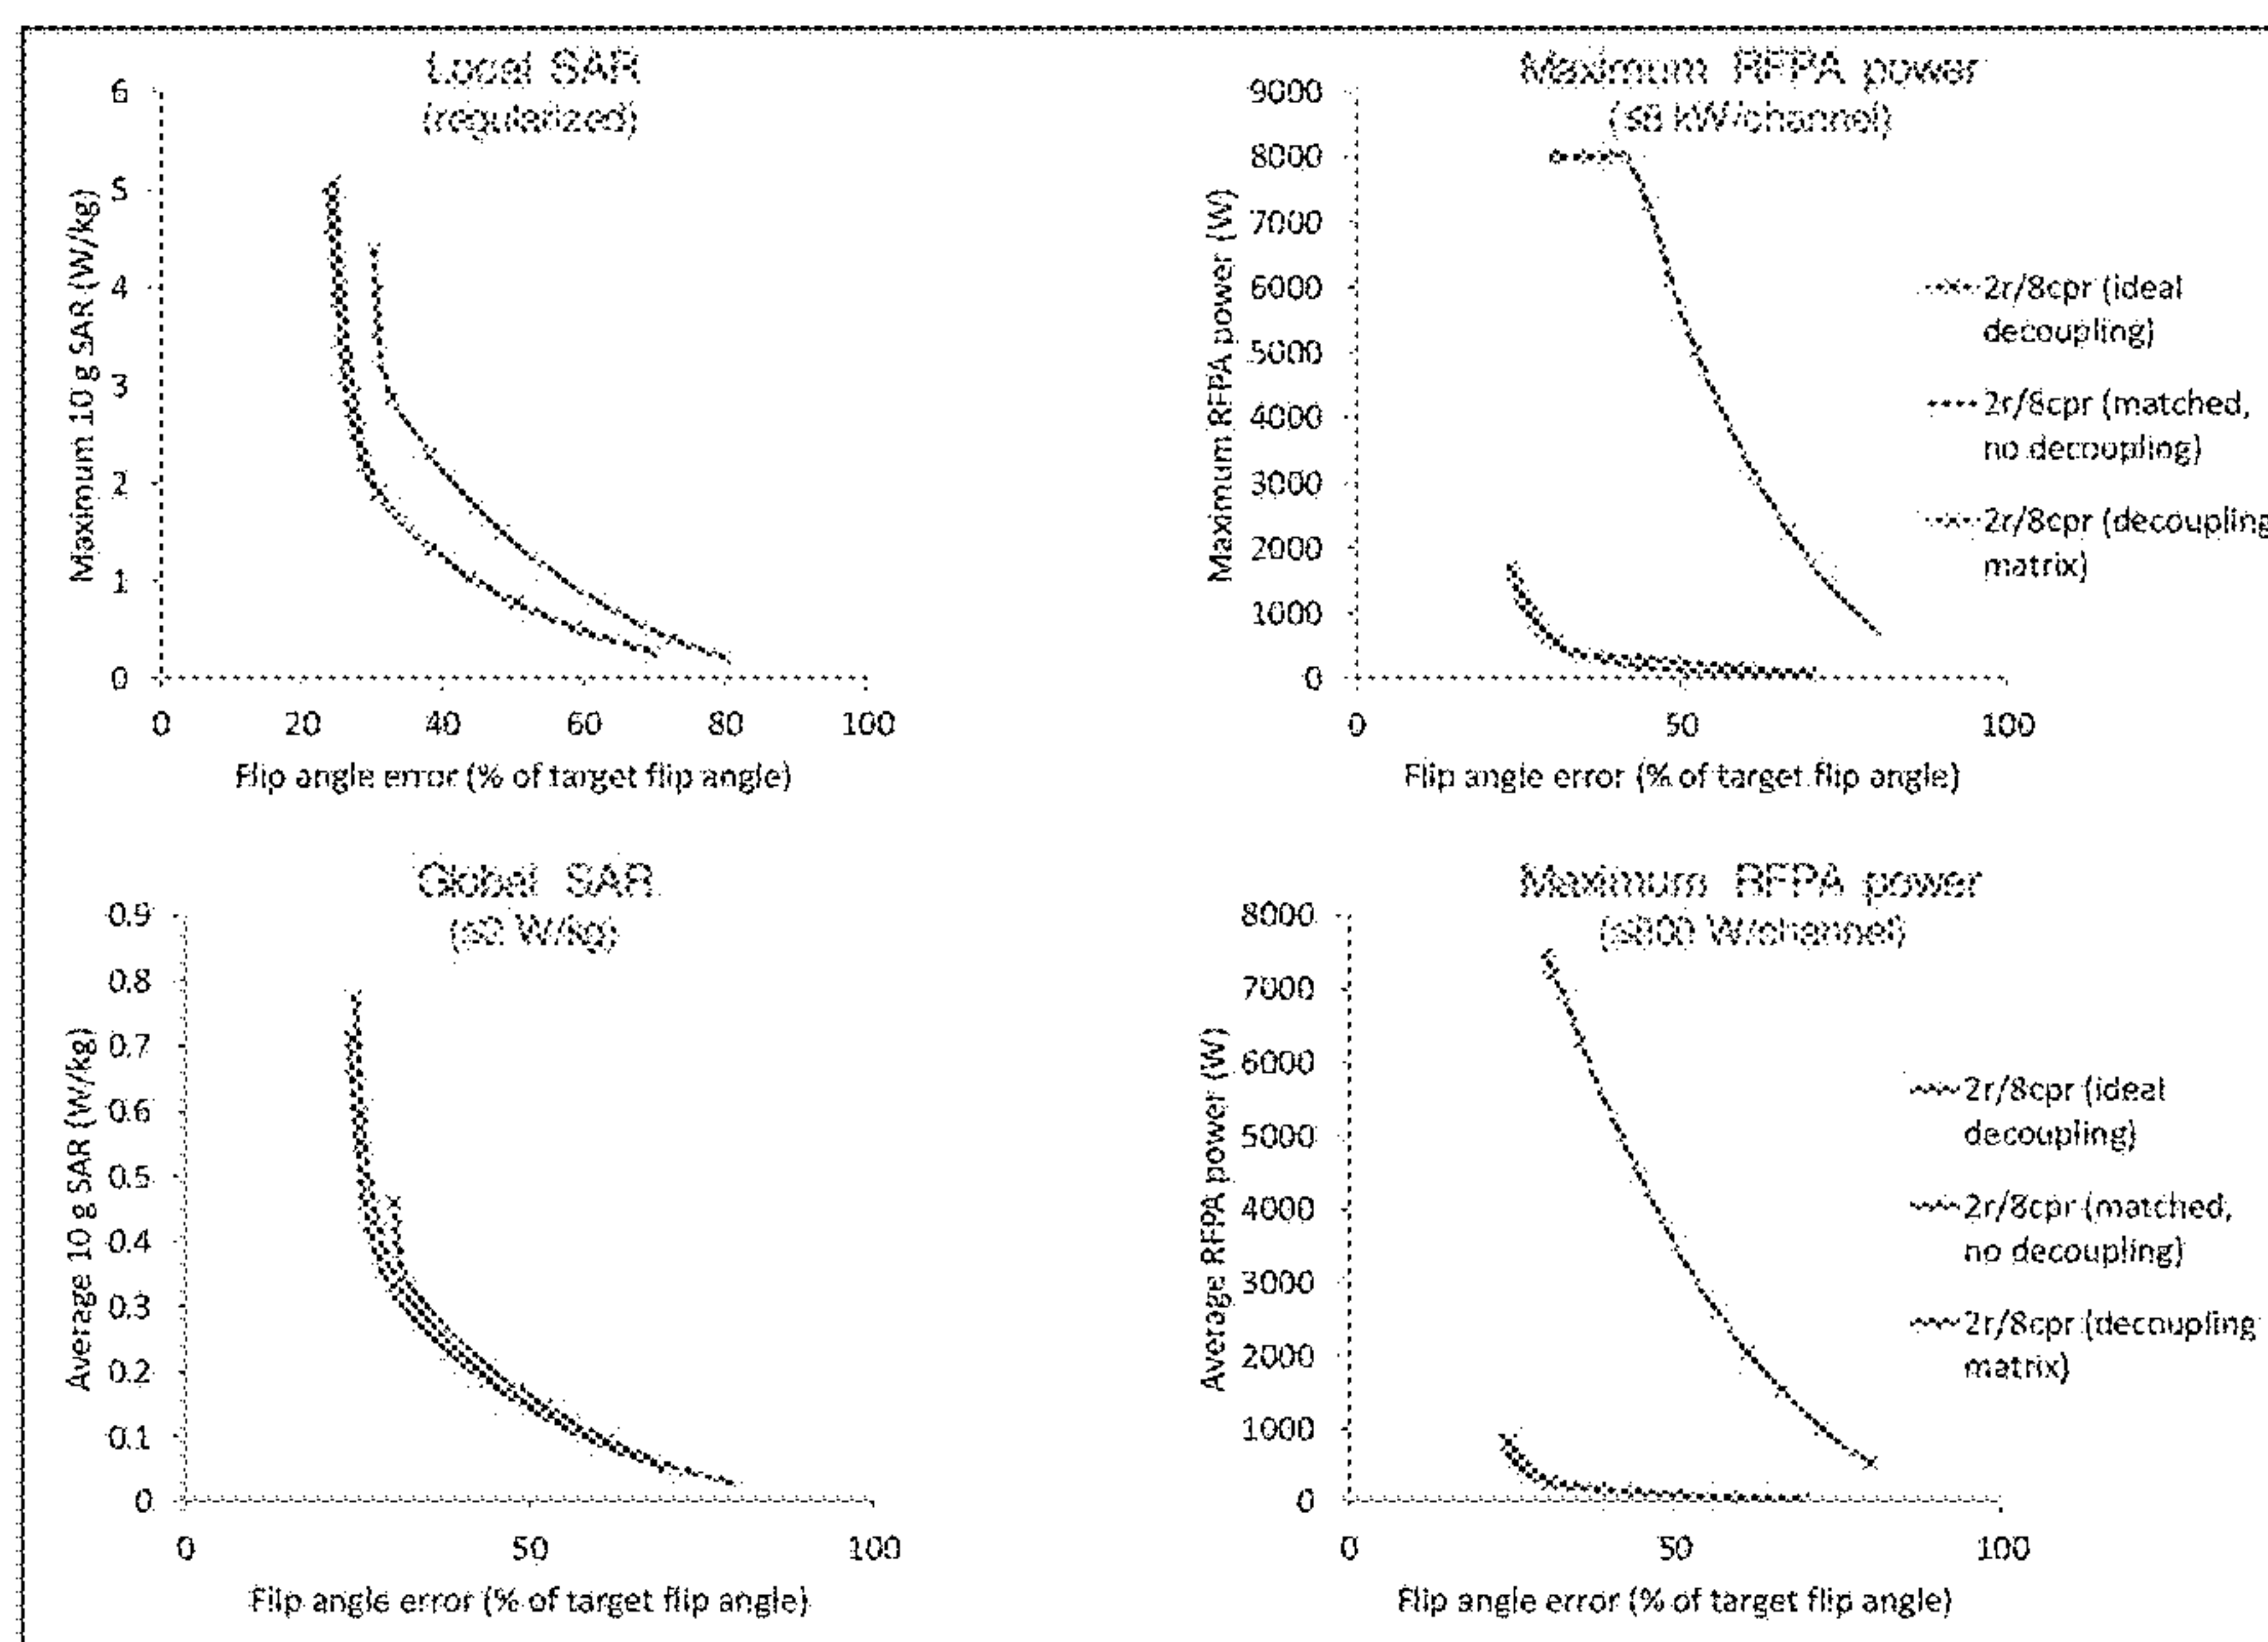 Local SAR
(regularized)
6
5
4
3
2
1
0
Maximum 10 g SAR (W/kg)
0 20 40 60 80 100
Flip angle error (% of target flip angle)
Maximum RFPA power
(≤8 kW/channel)
9000
8000
7000
6000
5000
4000
3000
2000
1000
0
Maximum RFPA power (W)
0 50 100
Flip angle error (% of target flip angle)
2r/8cpr (ideal
decoupling)
2r/8cpr (matched,
no decoupling)
2r/8cpr (decoupling
matrix)
Global SAR
W/kg)
0.9
0.8
0.7
0.6
0.5
0.4
0.3
0.2
0.1
0
Average 10 g SAR (W/kg)
0 50 100
Flip angle error (% of target flip angle)
Maximum RFPA power
W/channel)
8000
7000
6000
5000
4000
3000
2000
1000
0
Average RFPA power (W)
0 50 100
Flip angle error (% of target flip angle)
2r/8cpr (ideal
decoupling)
2r/8cpr (matched,
no decoupling)
2r/8cpr (decoupling
matrix)